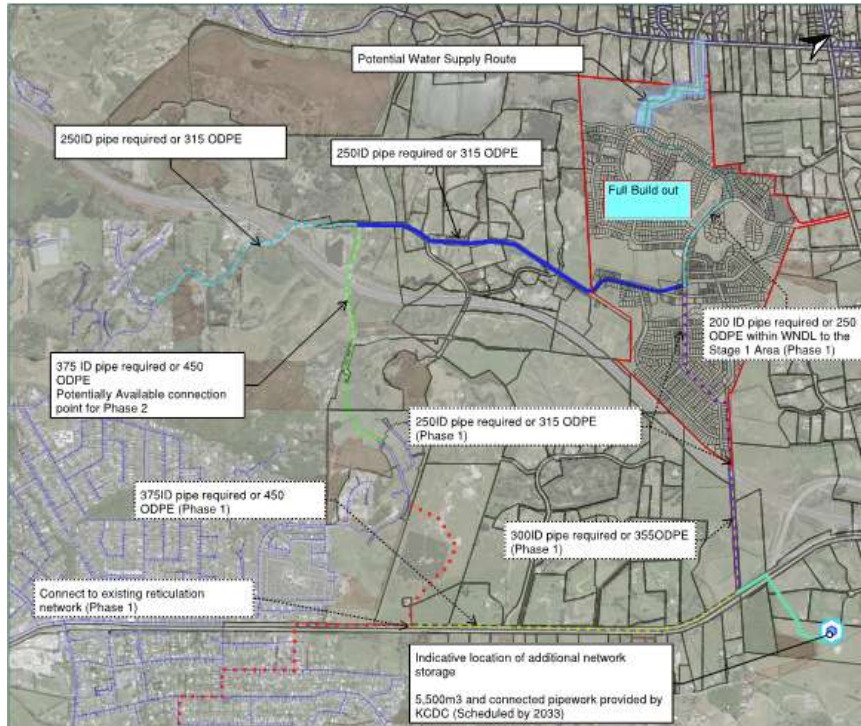 Potential Water Supply Route
250ID pipe required or 315 ODPE
250ID pipe required or 315 ODPE
Full Build out
200 ID pipe required or 250
ODPE within WNDL to the
Stage 1 Area (Phase 1)
375 ID pipe required or 450
ODPE
Potentially Available connection
point for Phase 2
250ID pipe required or 315 ODPE
(Phase 1)
375ID pipe required or 450
ODPE (Phase 1)
300ID pipe required or 355ODPE
(Phase 1)
Connect to existing reticulation
network (Phase 1)
Indicative location of additional network
storage
5,500m3 and connected pipework provided by
KCDC (Scheduled by 2033)